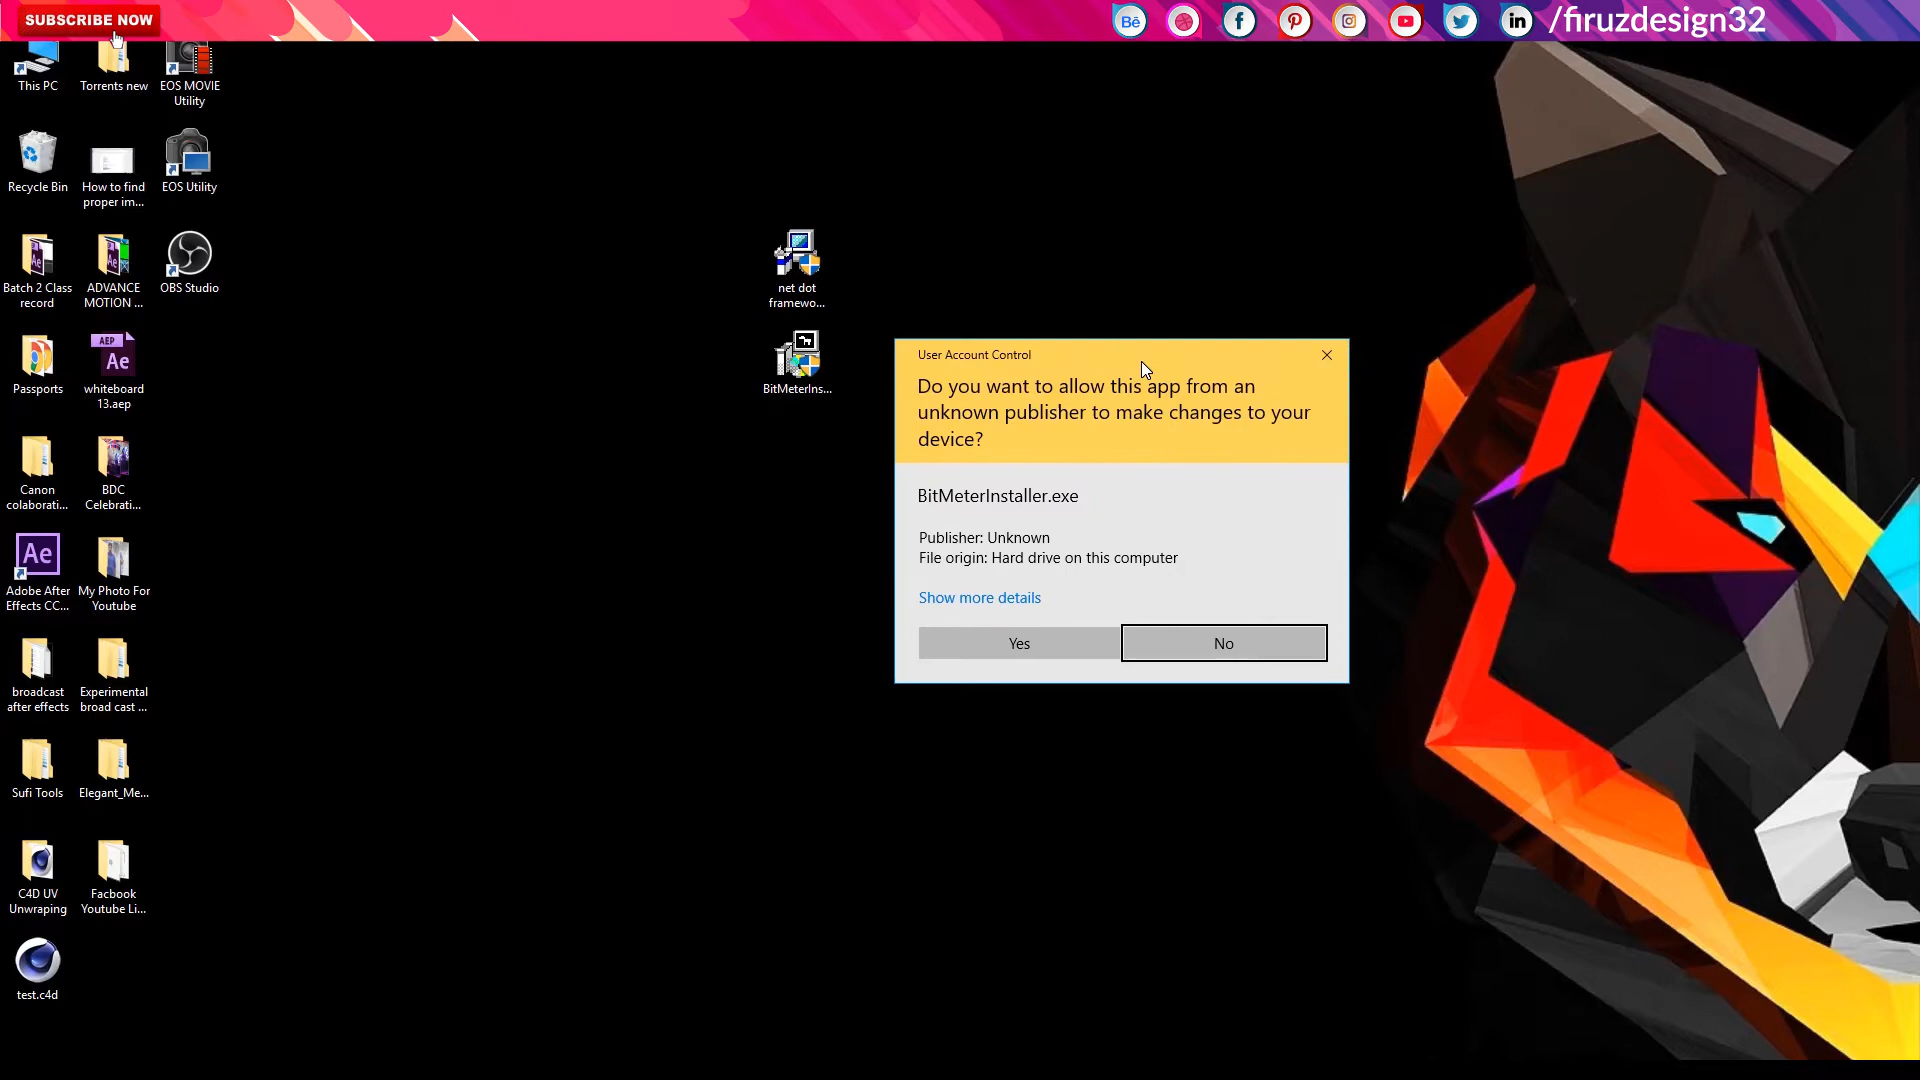 SUBSCRIBE NOW
Bē
/firuzdesign32
This PC
Torrents new
EOS MOVIE
Utility
Recycle Bin
How to find
proper im...
EOS Utility
Batch 2 Class
record
ADVANCE
MOTION ...
OBS Studio
net dot
framewo...
Passports
AEP
Ae
whiteboard
13.aep
BitMeterIns...
User Account Control
Do you want to allow this app from an
unknown publisher to make changes to your
device?
BitMeterInstaller.exe
Publisher: Unknown
File origin: Hard drive on this computer
Show more details
Yes
No
Canon
colaborati...
BDC
Celebrati...
Ae
Adobe After
Effects CC...
My Photo For
Youtube
broadcast
after effects
Experimental
broad cast ...
Sufi Tools
Elegant_Me...
C4D UV
Unwraping
Facbook
Youtube Li...
test.c4d